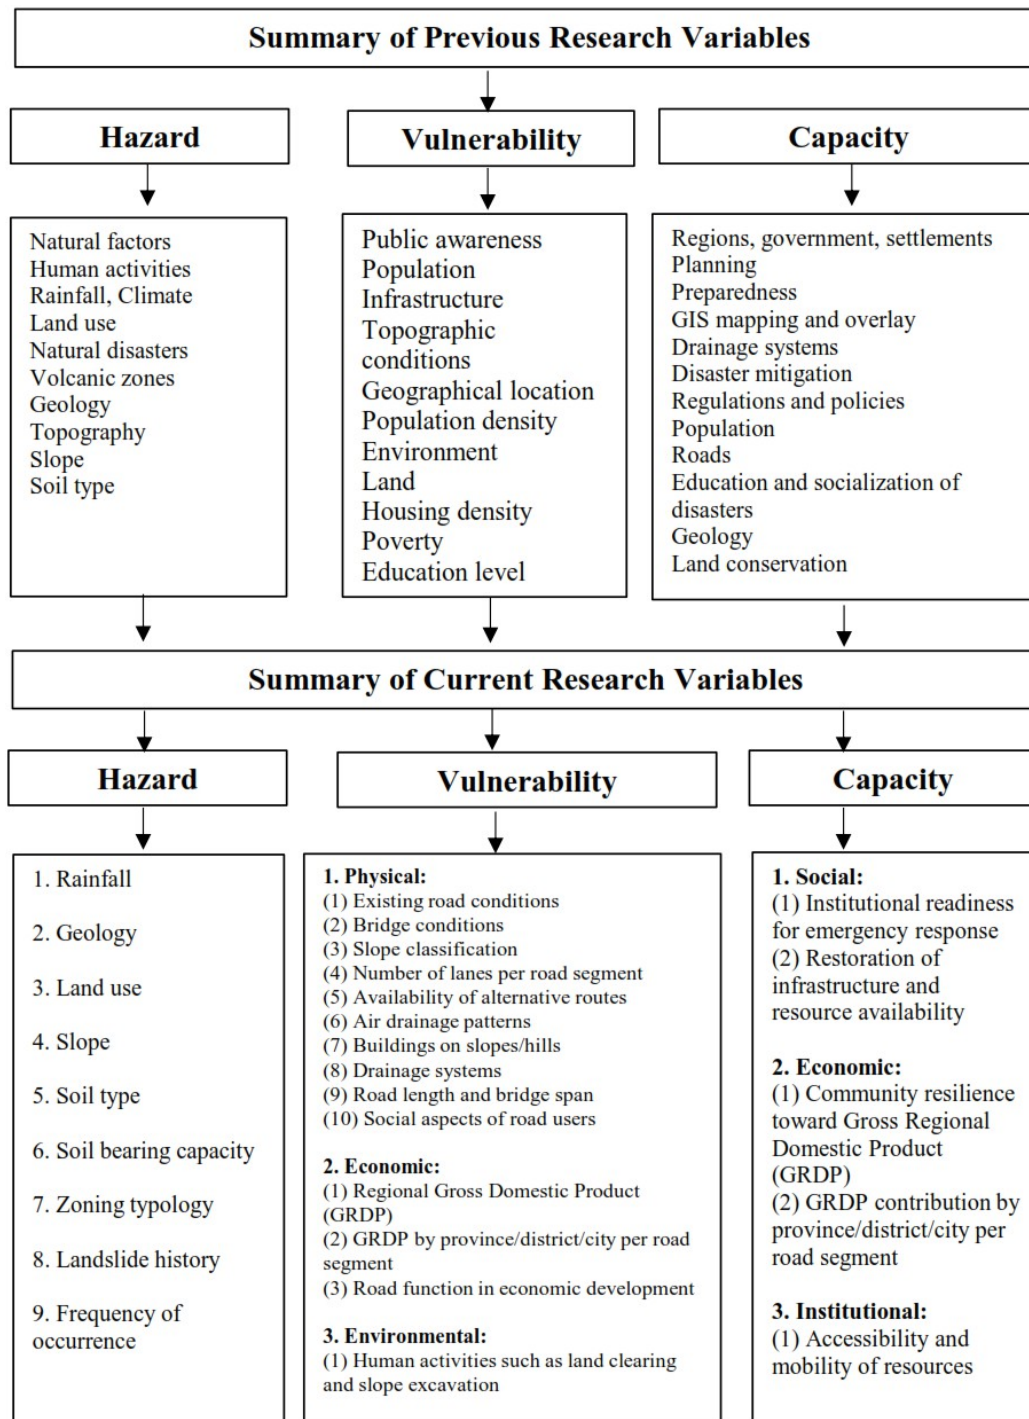 Summary of Previous Research Variables
Hazard
Vulnerability
Capacity
Natural factors
Human activities
Rainfall, Climate
Land use
Natural disasters
Volcanic zones
Geology
Topography
Slope
Soil type
Public awareness
Population
Infrastructure
Topographic
conditions
Geographical location
Population density
Environment
Land
Housing density
Poverty
Education level
Regions, government, settlements
Planning
Preparedness
GIS mapping and overlay
Drainage systems
Disaster mitigation
Regulations and policies
Population
Roads
Education and socialization of
disasters
Geology
Land conservation
Summary of Current Research Variables
Hazard
Vulnerability
Capacity
1. Rainfall
2. Geology
3. Land use
4. Slope
5. Soil type
6. Soil bearing capacity
7. Zoning typology
8. Landslide history
9. Frequency of
occurrence
1. Physical:
(1) Existing road conditions
(2) Bridge conditions
(3) Slope classification
(4) Number of lanes per road segment
(5) Availability of alternative routes
(6) Air drainage patterns
(7) Buildings on slopes/hills
(8) Drainage systems
(9) Road length and bridge span
(10) Social aspects of road users
2. Economic:
(1) Regional Gross Domestic Product
(GRDP)
(2) GRDP by province/district/city per road
segment
(3) Road function in economic development
3. Environmental:
(1) Human activities such as land clearing
and slope excavation
1. Social:
(1) Institutional readiness
for emergency response
(2) Restoration of
infrastructure and
resource availability
2. Economic:
(1) Community resilience
toward Gross Regional
Domestic Product
(GRDP)
(2) GRDP contribution by
province/district/city per
road segment
3. Institutional:
(1) Accessibility and
mobility of resources